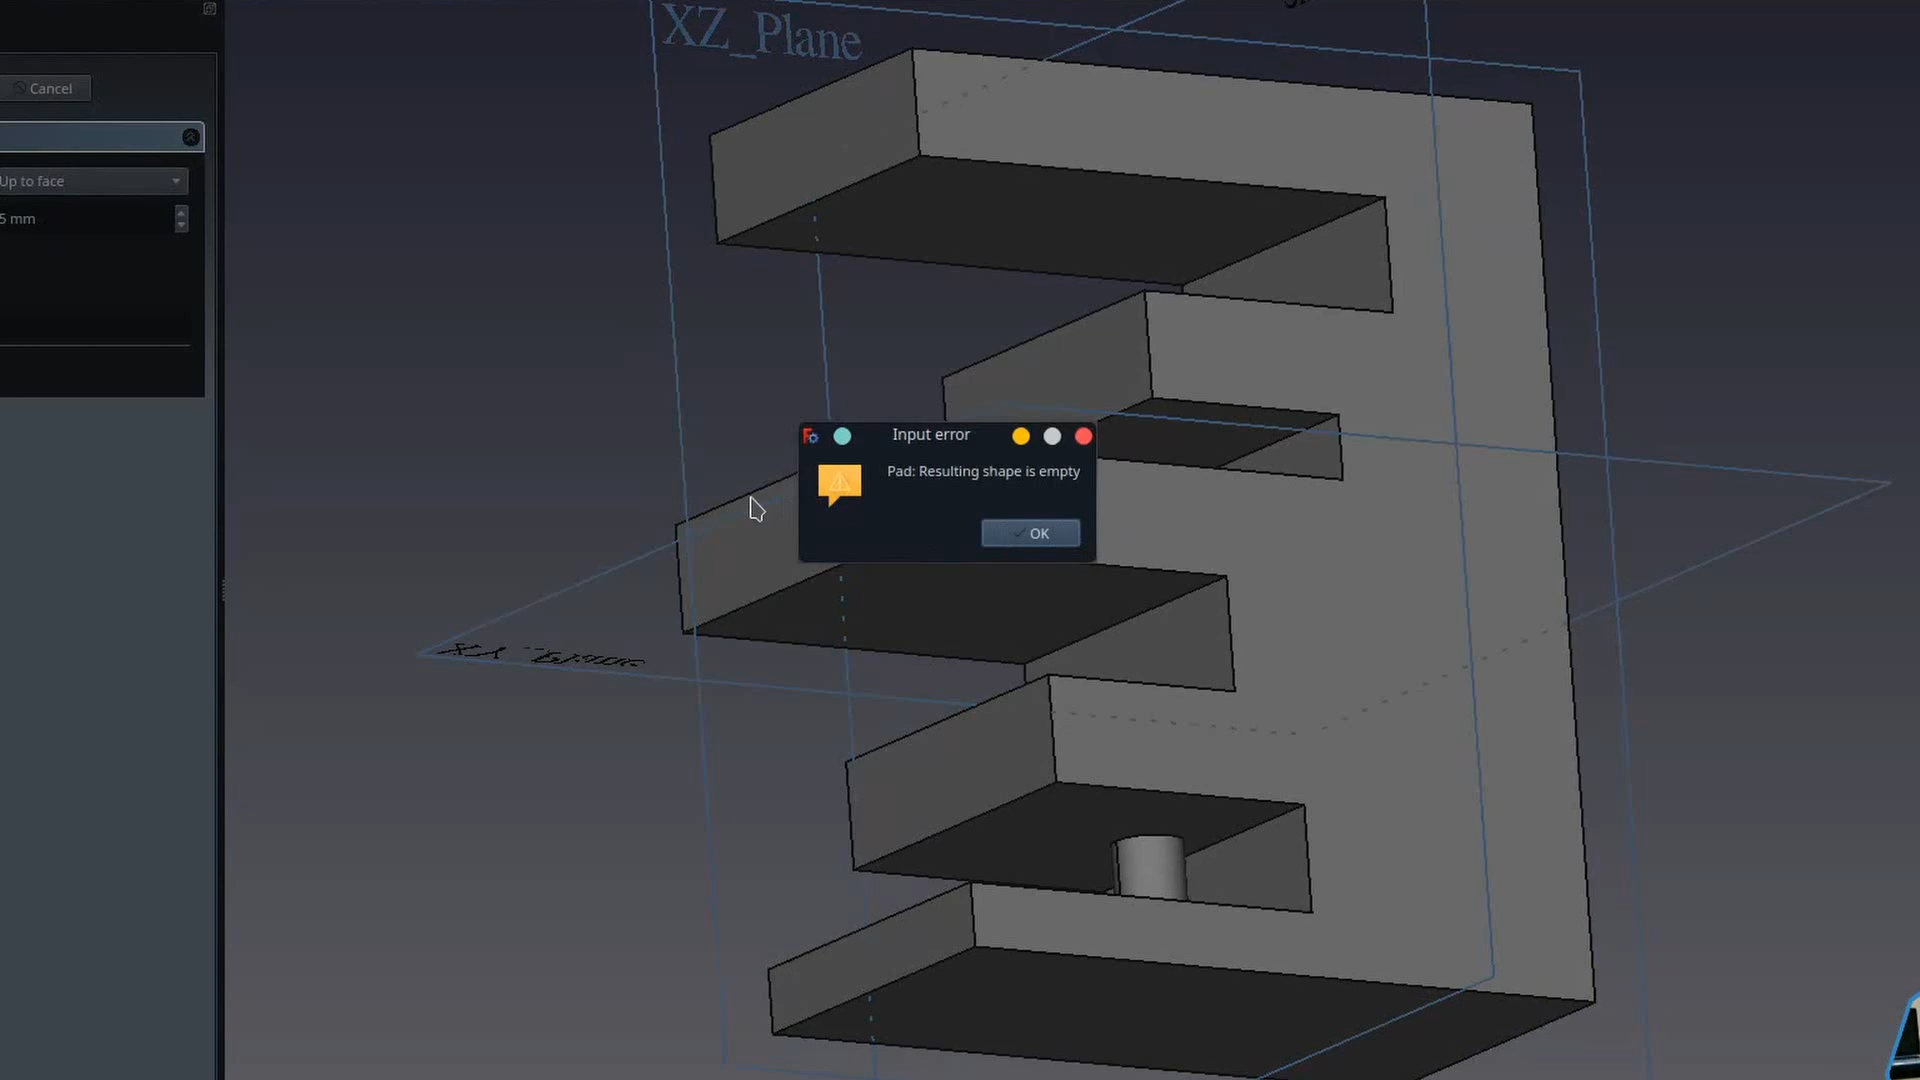 XZ_Plane
Cancel
Up to face
5 mm
Input error
Pad: Resulting shape is empty
OK